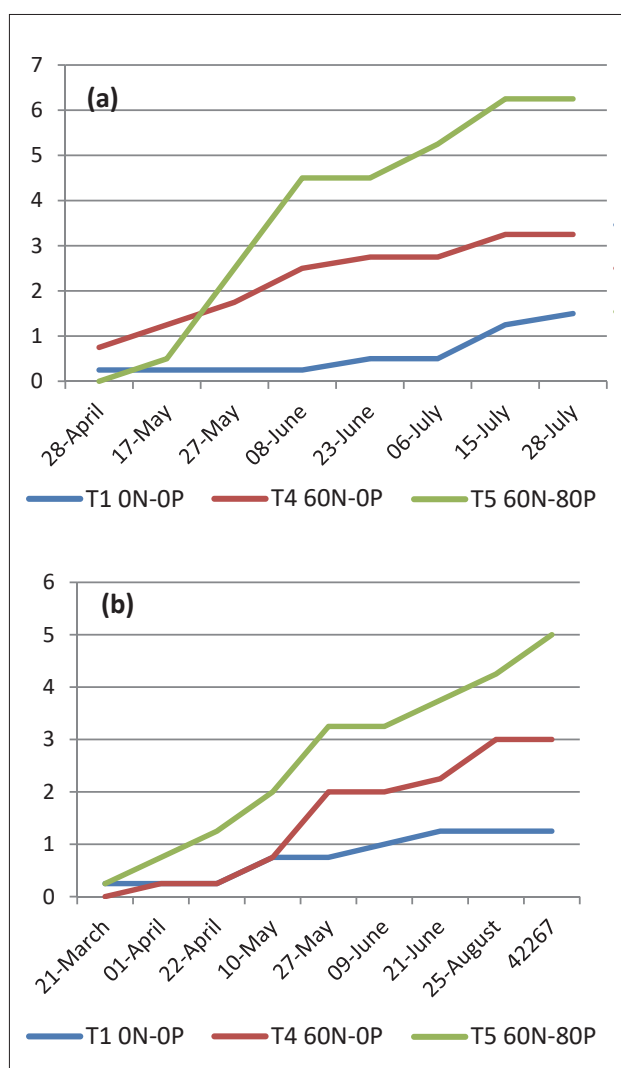 (a)
7
6
5
4
3
2
1
0
28-April 17-May 27-May 08-June 23-June 06-July 15-July 28-July
T1 0N-0P T4 60N-0P T5 60N-80P
(b)
6
5
4
3
2
1
0
21-March 01-April 22-April 10-May 27-May 09-June 21-June 25-August 42267
T1 0N-0P T4 60N-0P T5 60N-80P